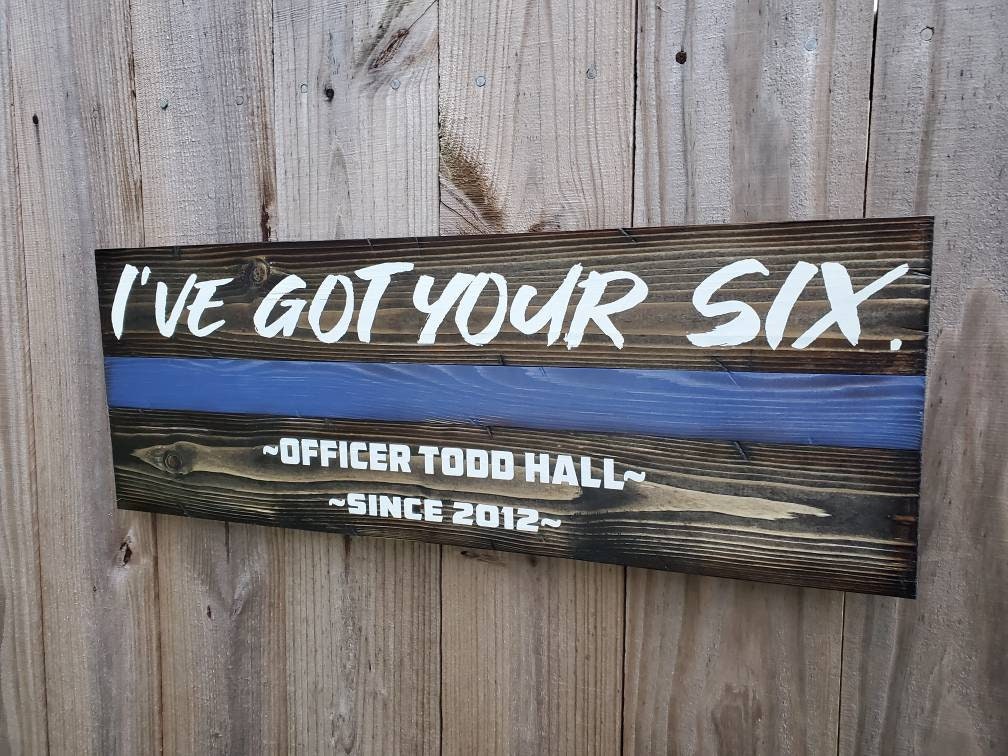 I'VE GOT YOUR SIX.
~OFFICER TODD HALL~
~SINCE 2012~